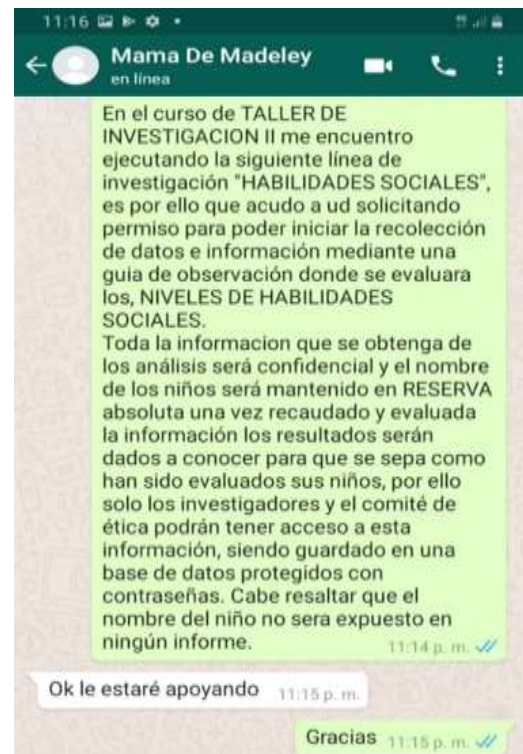 11:16
Mama De Madeley
en línea
En el curso de TALLER DE
INVESTIGACION II me encuentro
ejecutando la siguiente línea de
investigación "HABILIDADES SOCIALES",
es por ello que acudo a ud solicitando
permiso para poder iniciar la recolección
de datos e información mediante una
guia de observación donde se evaluara
los, NIVELES DE HABILIDADES
SOCIALES.
Toda la informacion que se obtenga de
los análisis será confidencial y el nombre
de los niños será mantenido en RESERVA
absoluta una vez recaudado y evaluada
la información los resultados serán
dados a conocer para que se sepa como
han sido evaluados sus niños, por ello
solo los investigadores y el comité de
ética podrán tener acceso a esta
información, siendo guardado en una
base de datos protegidos con
contraseñas. Cabe resaltar que el
nombre del niño no sera expuesto en
ningún informe.
11:14 p. m.
Ok le estaré apoyando 11:15 p. m.
Gracias 11:15 p. m.